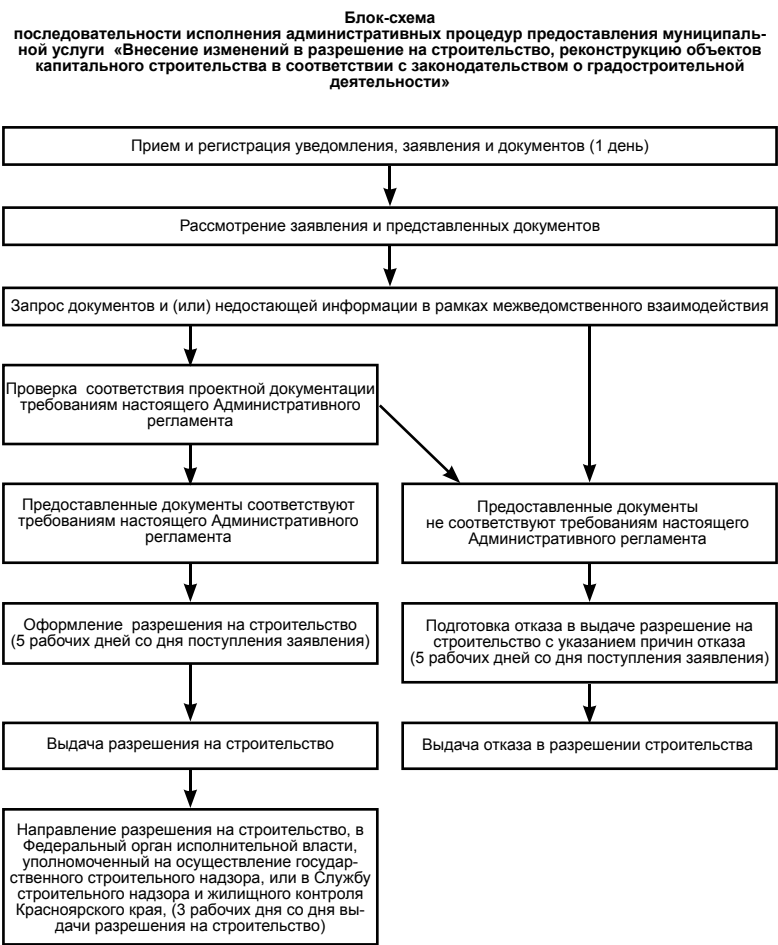 Блок-схема
последовательности исполнения административных процедур предоставления муниципаль-
ной услуги «Внесение изменений в разрешение на строительство, реконструкцию объектов
капитального строительства в соответствии с законодательством о градостроительной
деятельности»
Прием и регистрация уведомления, заявления и документов (1 день)
Рассмотрение заявления и представленных документов
Запрос документов и (или) недостающей информации в рамках межведомственного взаимодействия
Проверка соответствия проектной документации
требованиям настоящего Административного
регламента
Предоставленные документы соответствуют
требованиям настоящего Административного
регламента
Предоставленные документы
не соответствуют требованиям настоящего
Административного регламента
Оформление разрешения на строительство
(5 рабочих дней со дня поступления заявления)
Подготовка отказа в выдаче разрешение на
строительство с указанием причин отказа
(5 рабочих дней со дня поступления заявления)
Выдача разрешения на строительство
Выдача отказа в разрешении строительства
Направление разрешения на строительство, в
Федеральный орган исполнительной власти,
уполномоченный на осуществление государ-
ственного строительного надзора, или в Службу
строительного надзора и жилищного контроля
Красноярского края, (3 рабочих дня со дня вы-
дачи разрешения на строительство)